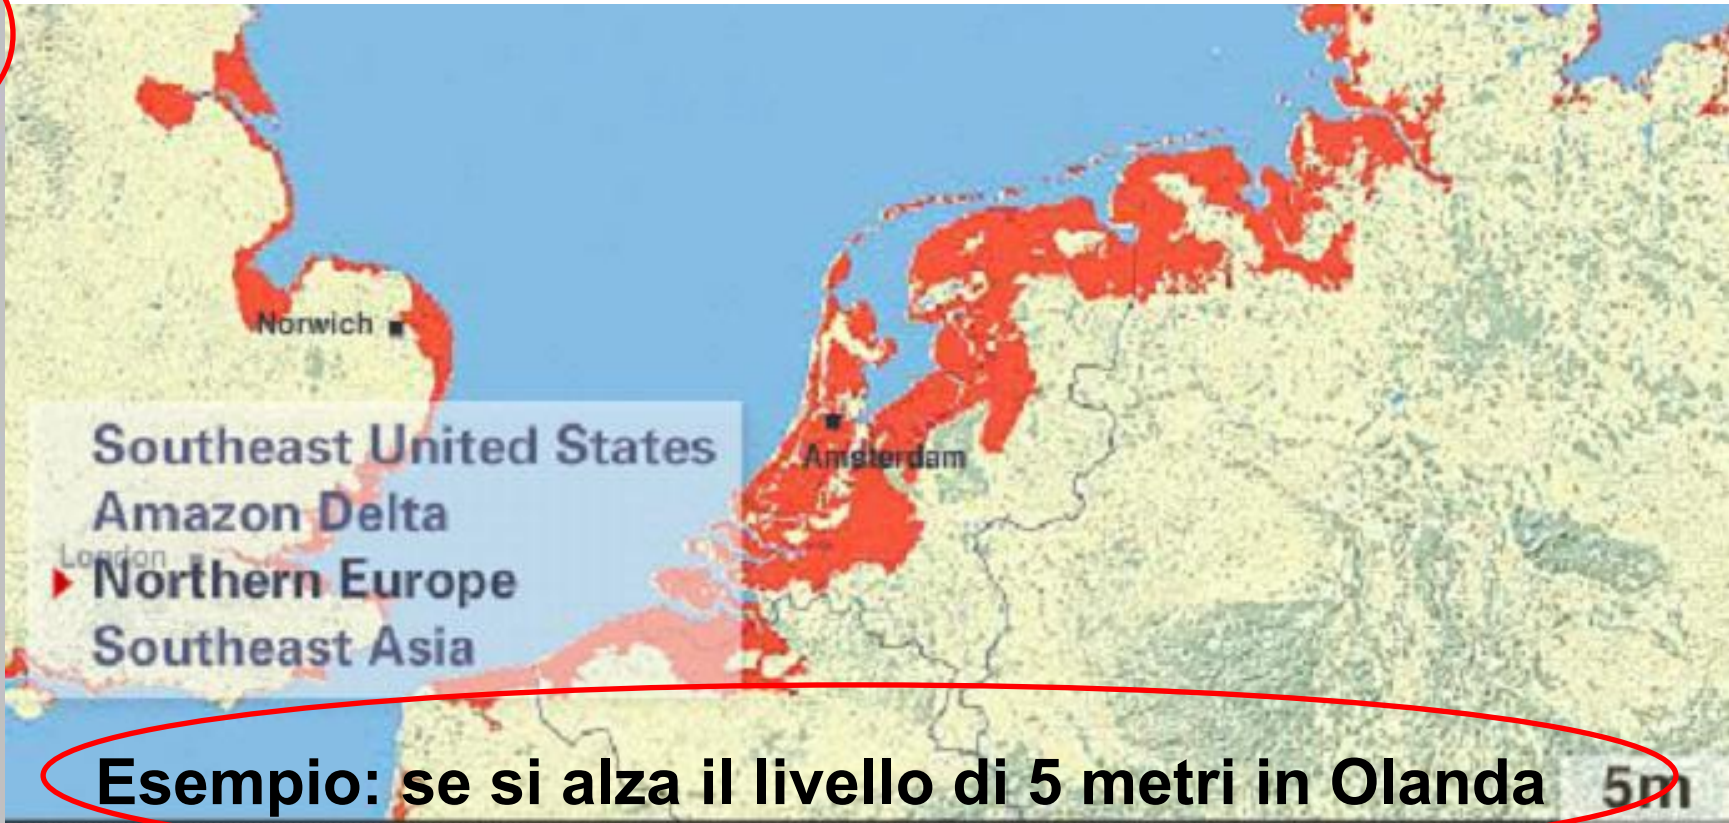 Norwich
Amsterdam
Southeast United States
Amazon Delta
London
Northern Europe
Southeast Asia
Esempio: se si alza il livello di 5 metri in Olanda
5m